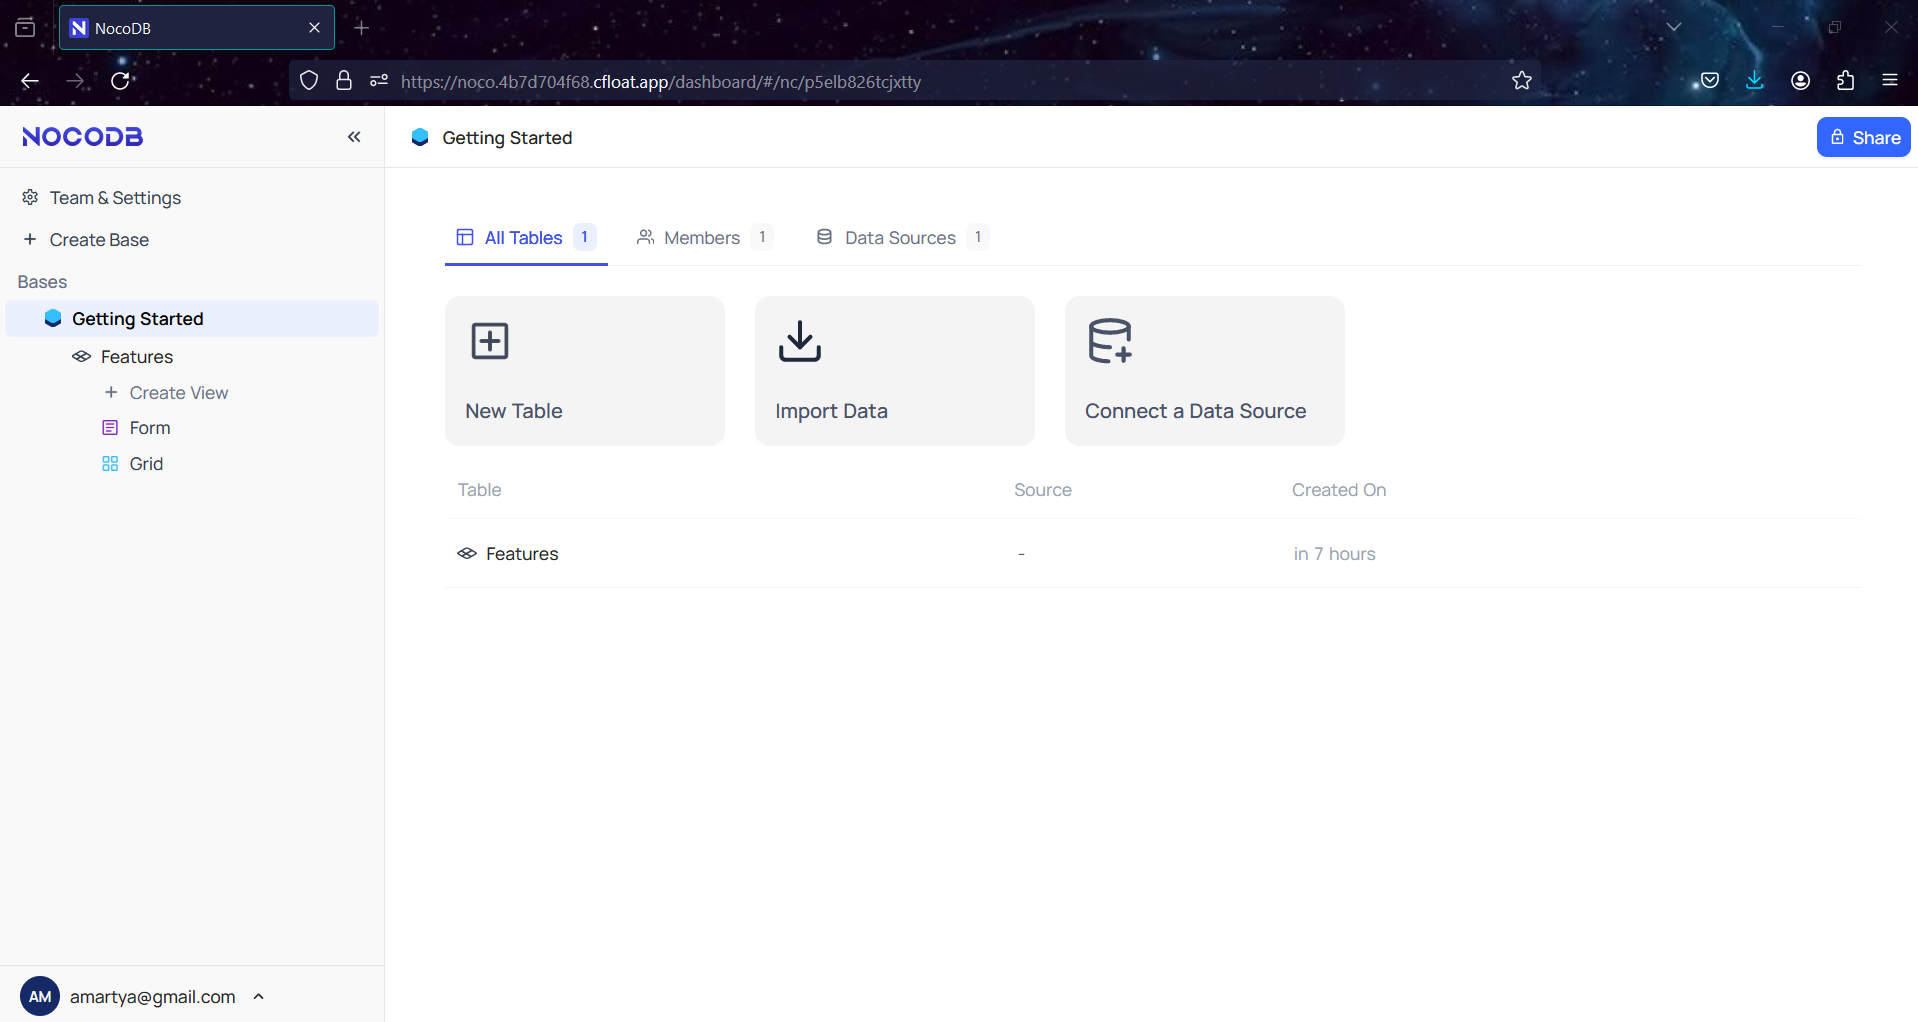 NocoDB
https://noco.4b7d704f68.cfloat.app/dashboard/#/nc/p5elb826tcjxtty
NOCODB
Getting Started
Share
Team & Settings
Create Base
Bases
Getting Started
Features
Create View
Form
Grid
All Tables 1
Members 1
Data Sources 1
New Table
Import Data
Connect a Data Source
Table Source Created On
Features - in 7 hours
AM amartya@gmail.com